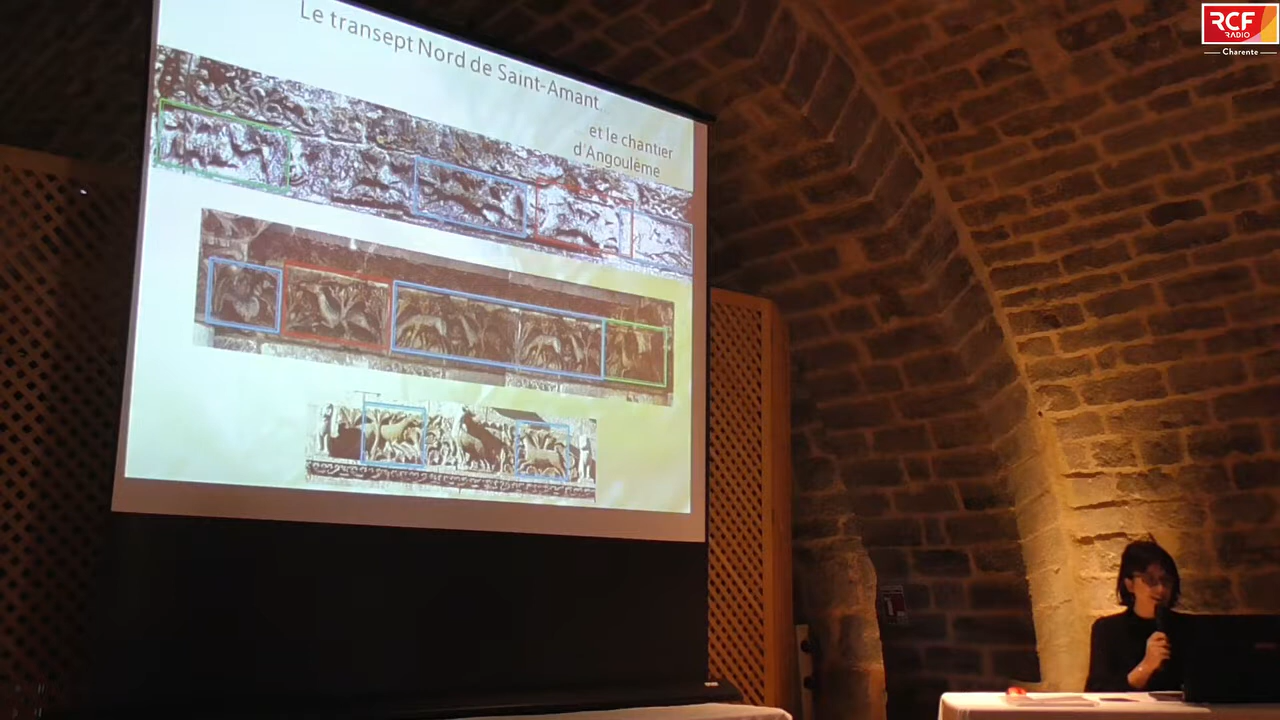 Le transept Nord de Saint-Amant...
et le chantier
d'Angoulême
RCF
RADIO
Charente